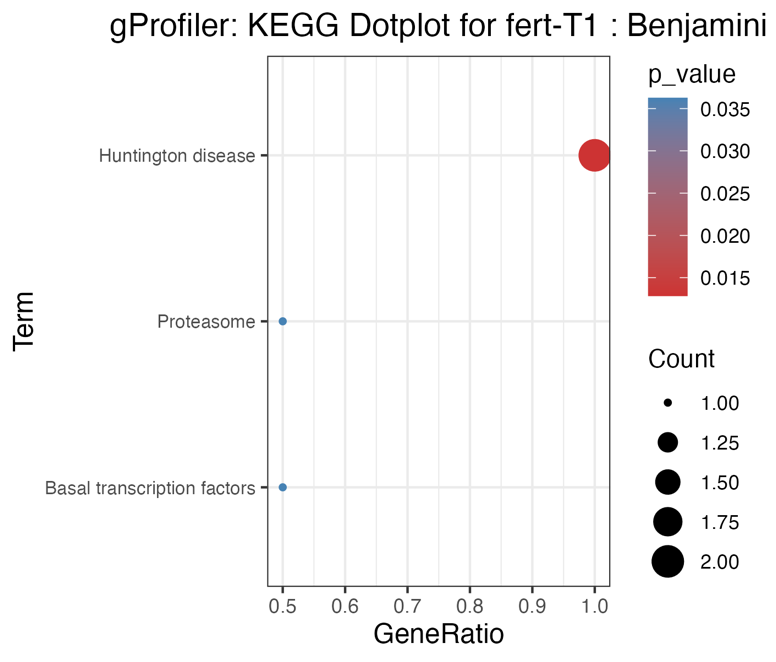 gProfiler: KEGG Dotplot for fert-T1 : Benjamini
Term
Huntington disease
Proteasome
Basal transcription factors
0.5 0.6 0.7 0.8 0.9 1.0
GeneRatio
p_value
0.035
0.030
0.025
0.020
0.015
Count
1.00
1.25
1.50
1.75
2.00